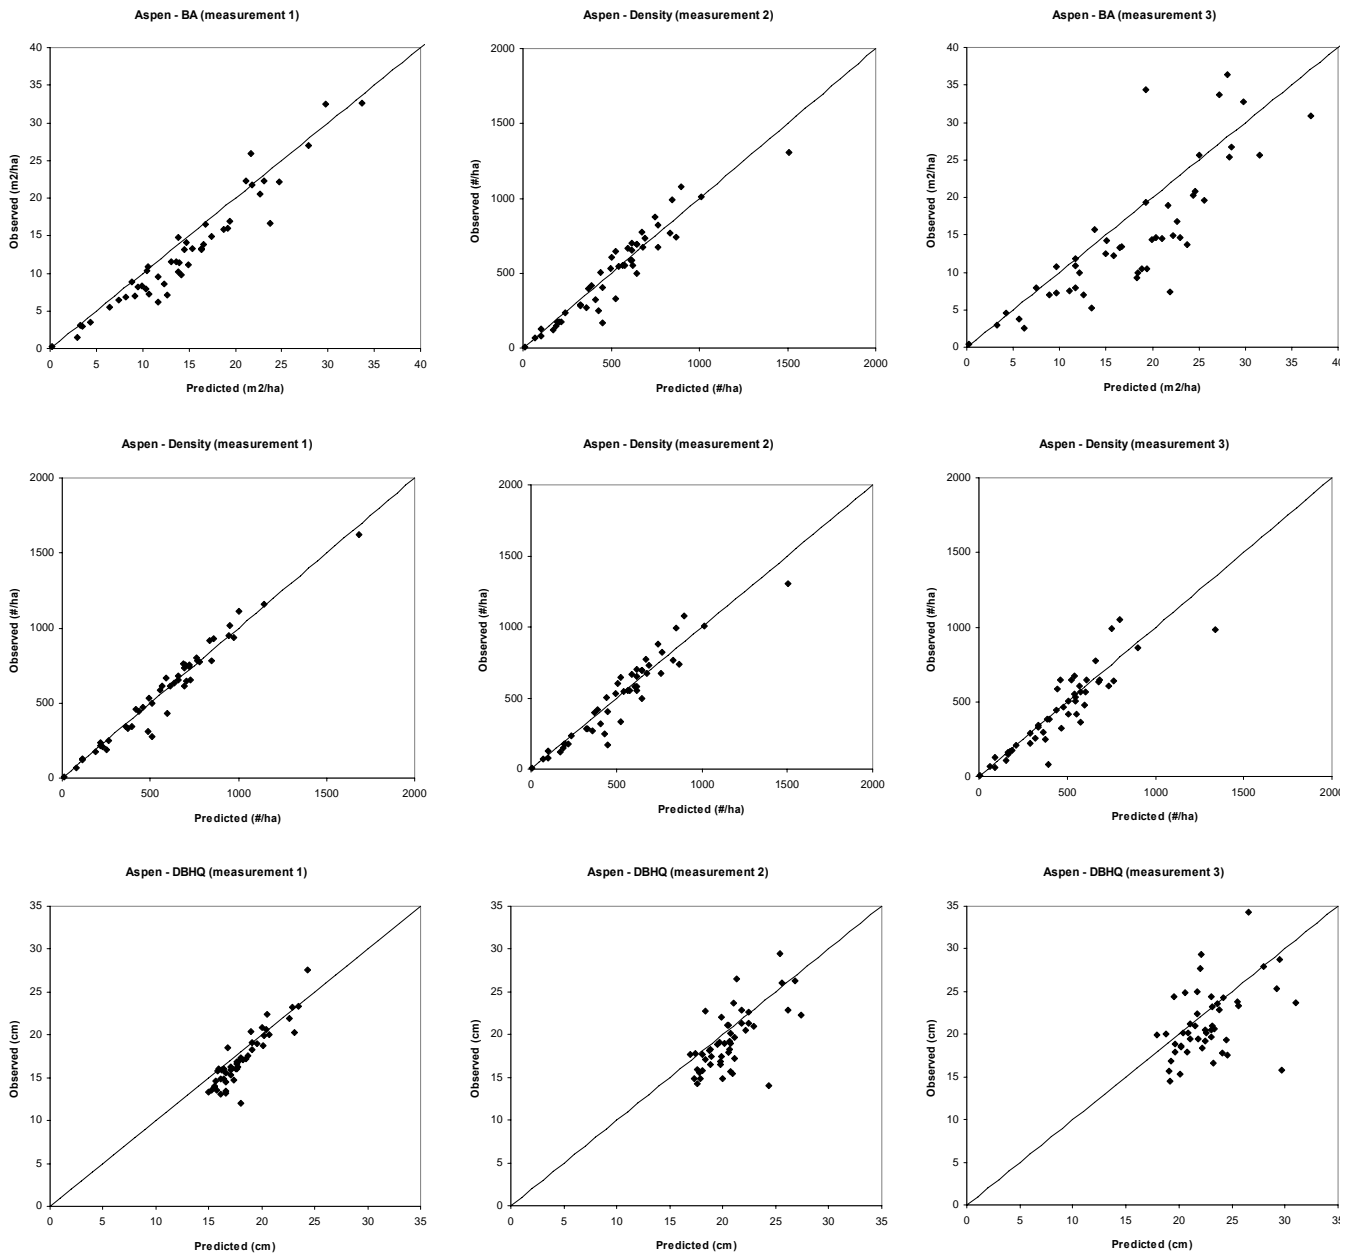 Aspen - BA (measurement 1)
Aspen - Density (measurement 2)
Aspen - BA (measurement 3)
40
35
30
25
20
15
10
5
0
Observed (m2/ha)
0 5 10 15 20 25 30 35 40
Predicted (m2/ha)
2000
1500
1000
500
0
Observed (#/ha)
0 500 1000 1500 2000
Predicted (#/ha)
40
35
30
25
20
15
10
5
0
Observed (m2/ha)
0 5 10 15 20 25 30 35 40
Predicted (m2/ha)
Aspen - Density (measurement 1)
Aspen - Density (measurement 2)
Aspen - Density (measurement 3)
2000
1500
1000
500
0
Observed (#/ha)
0 500 1000 1500 2000
Predicted (#/ha)
2000
1500
1000
500
0
Observed (#/ha)
0 500 1000 1500 2000
Predicted (#/ha)
2000
1500
1000
500
0
Observed (#/ha)
0 500 1000 1500 2000
Predicted (#/ha)
Aspen - DBHQ (measurement 1)
Aspen - DBHQ (measurement 2)
Aspen - DBHQ (measurement 3)
35
30
25
20
15
10
5
0
Observed (cm)
0 5 10 15 20 25 30 35
Predicted (cm)
35
30
25
20
15
10
5
0
Observed (cm)
0 5 10 15 20 25 30 35
Predicted (cm)
35
30
25
20
15
10
5
0
Observed (cm)
0 5 10 15 20 25 30 35
Predicted (cm)